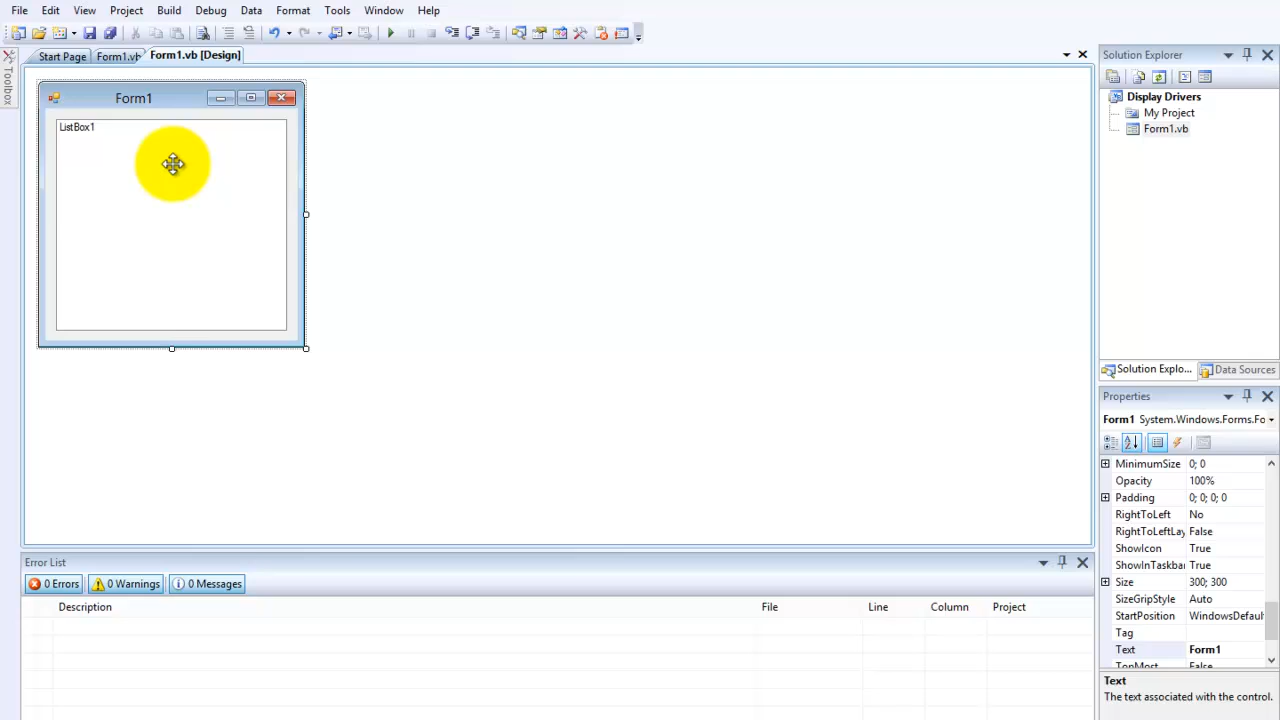 File Edit View Project Build Debug Data Format Tools Window Help
Start Page Form1.vb Form1.vb [Design]
Toolbox
Form1
ListBox1
Solution Explorer
Display Drivers
My Project
Form1.vb
Solution Explo... Data Sources
Properties
Form1 System.Windows.Forms.Fo
MinimumSize 0; 0
Opacity 100%
Padding 0; 0; 0; 0
RightToLeft No
RightToLeftLay False
ShowIcon True
ShowInTaskbar True
Size 300; 300
SizeGripStyle Auto
StartPosition WindowsDefaul
Tag
Text Form1
TopMost False
Text
The text associated with the control.
Error List
0 Errors 0 Warnings 0 Messages
Description File Line Column Project